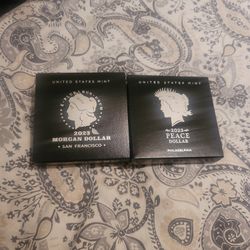 UNITED STATES MINT
2023
MORGAN DOLLAR
SAN FRANCISCO
UNITED STATES MINT
2023
PEACE
DOLLAR
PHILADELPHIA